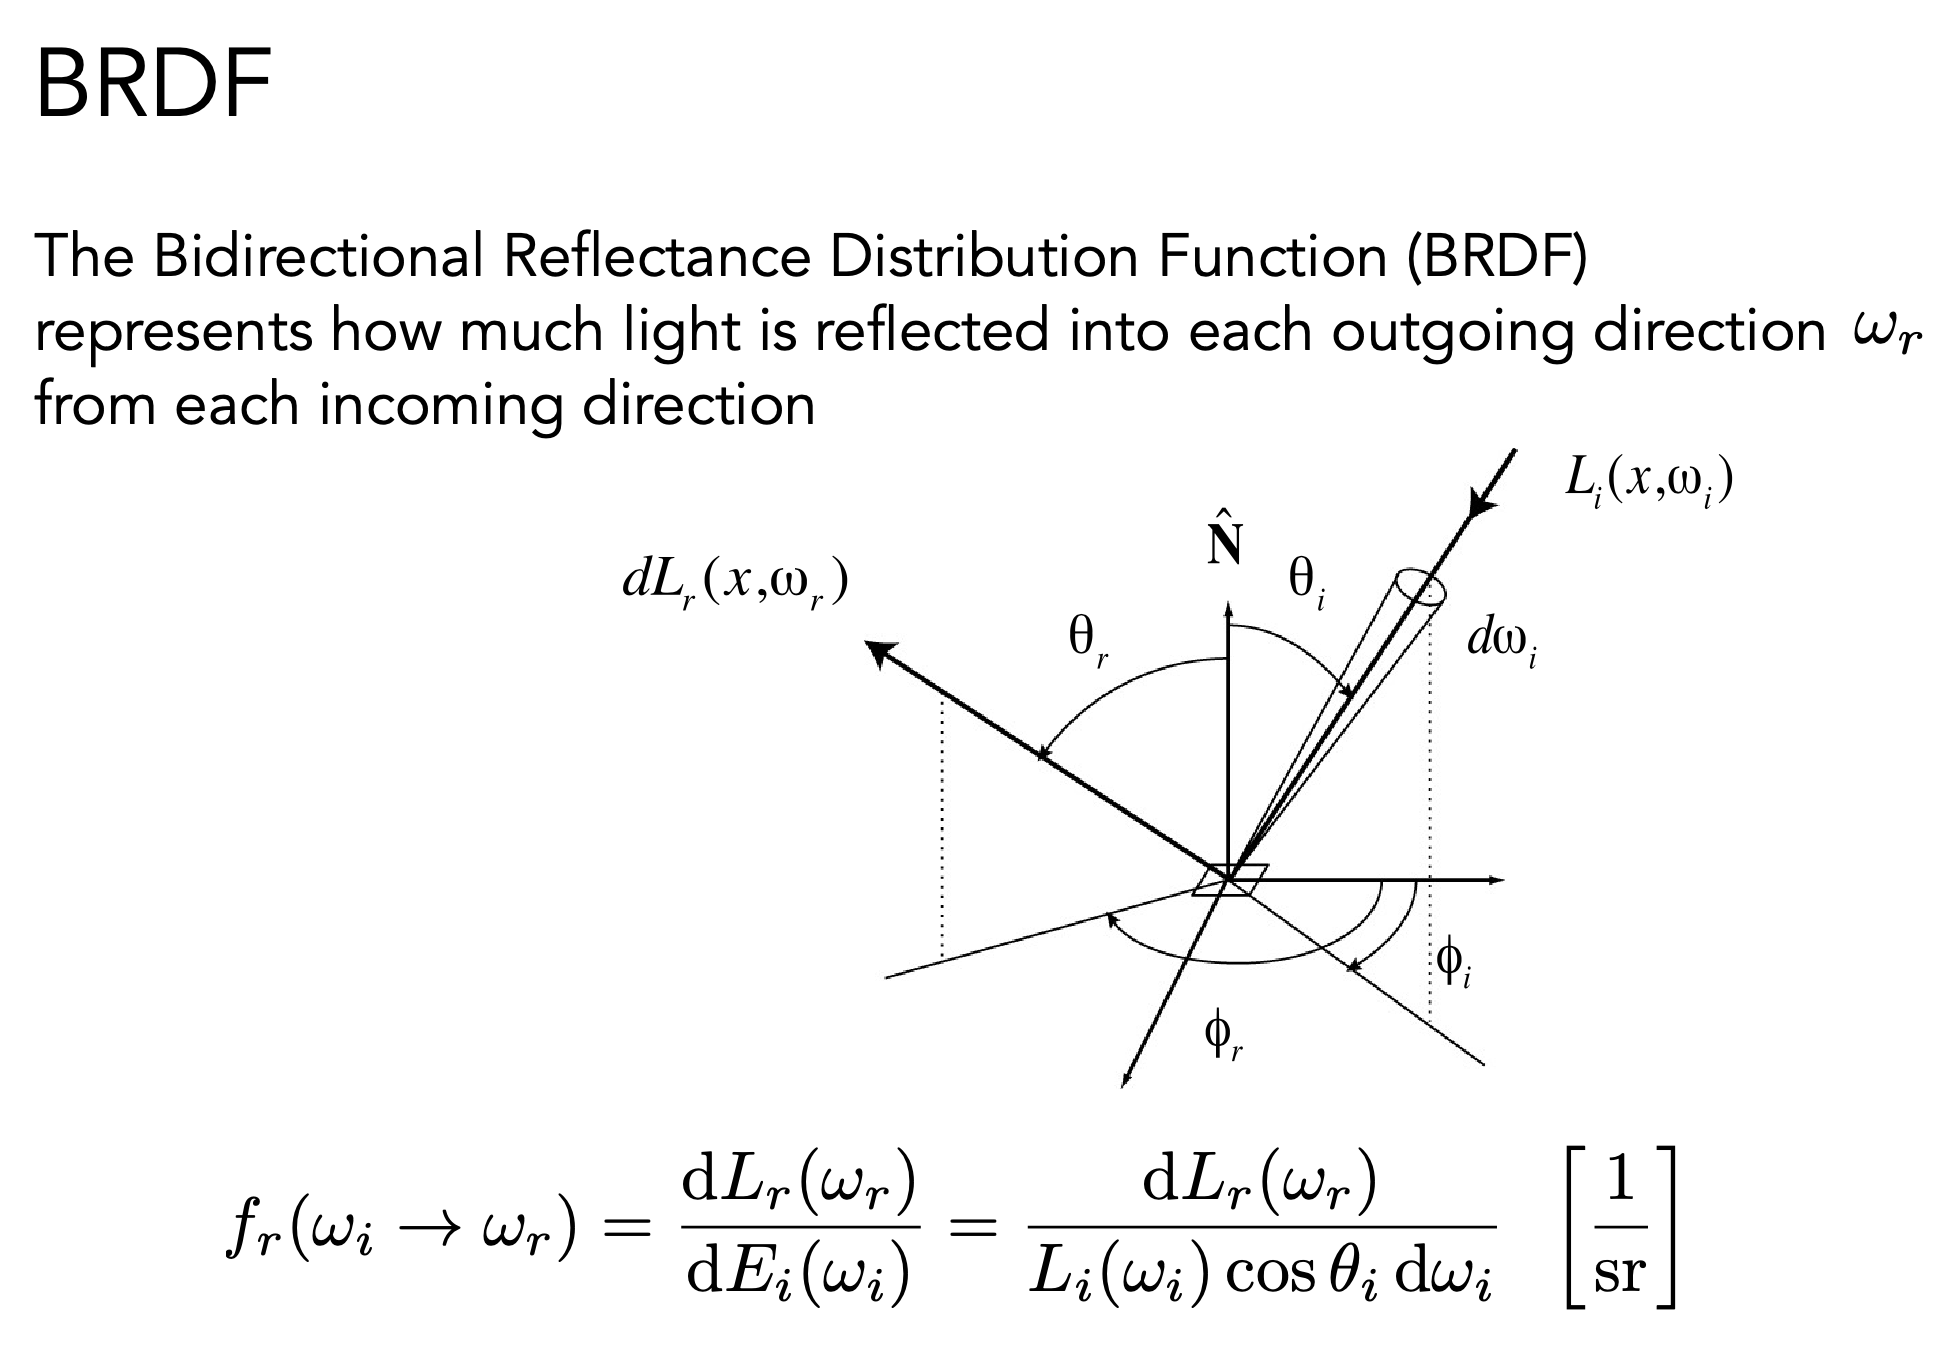 BRDF
The Bidirectional Reflectance Distribution Function (BRDF)
represents how much light is reflected into each outgoing direction ωr
from each incoming direction
Li(x,ωi)
N̂
θi
dLr(x,ωr)
θr
dωi
ϕi
ϕr
fr(ωi → ωr) = dLr(ωr) / dEi(ωi) = dLr(ωr) / Li(ωi) cos θi dωi [1/sr]